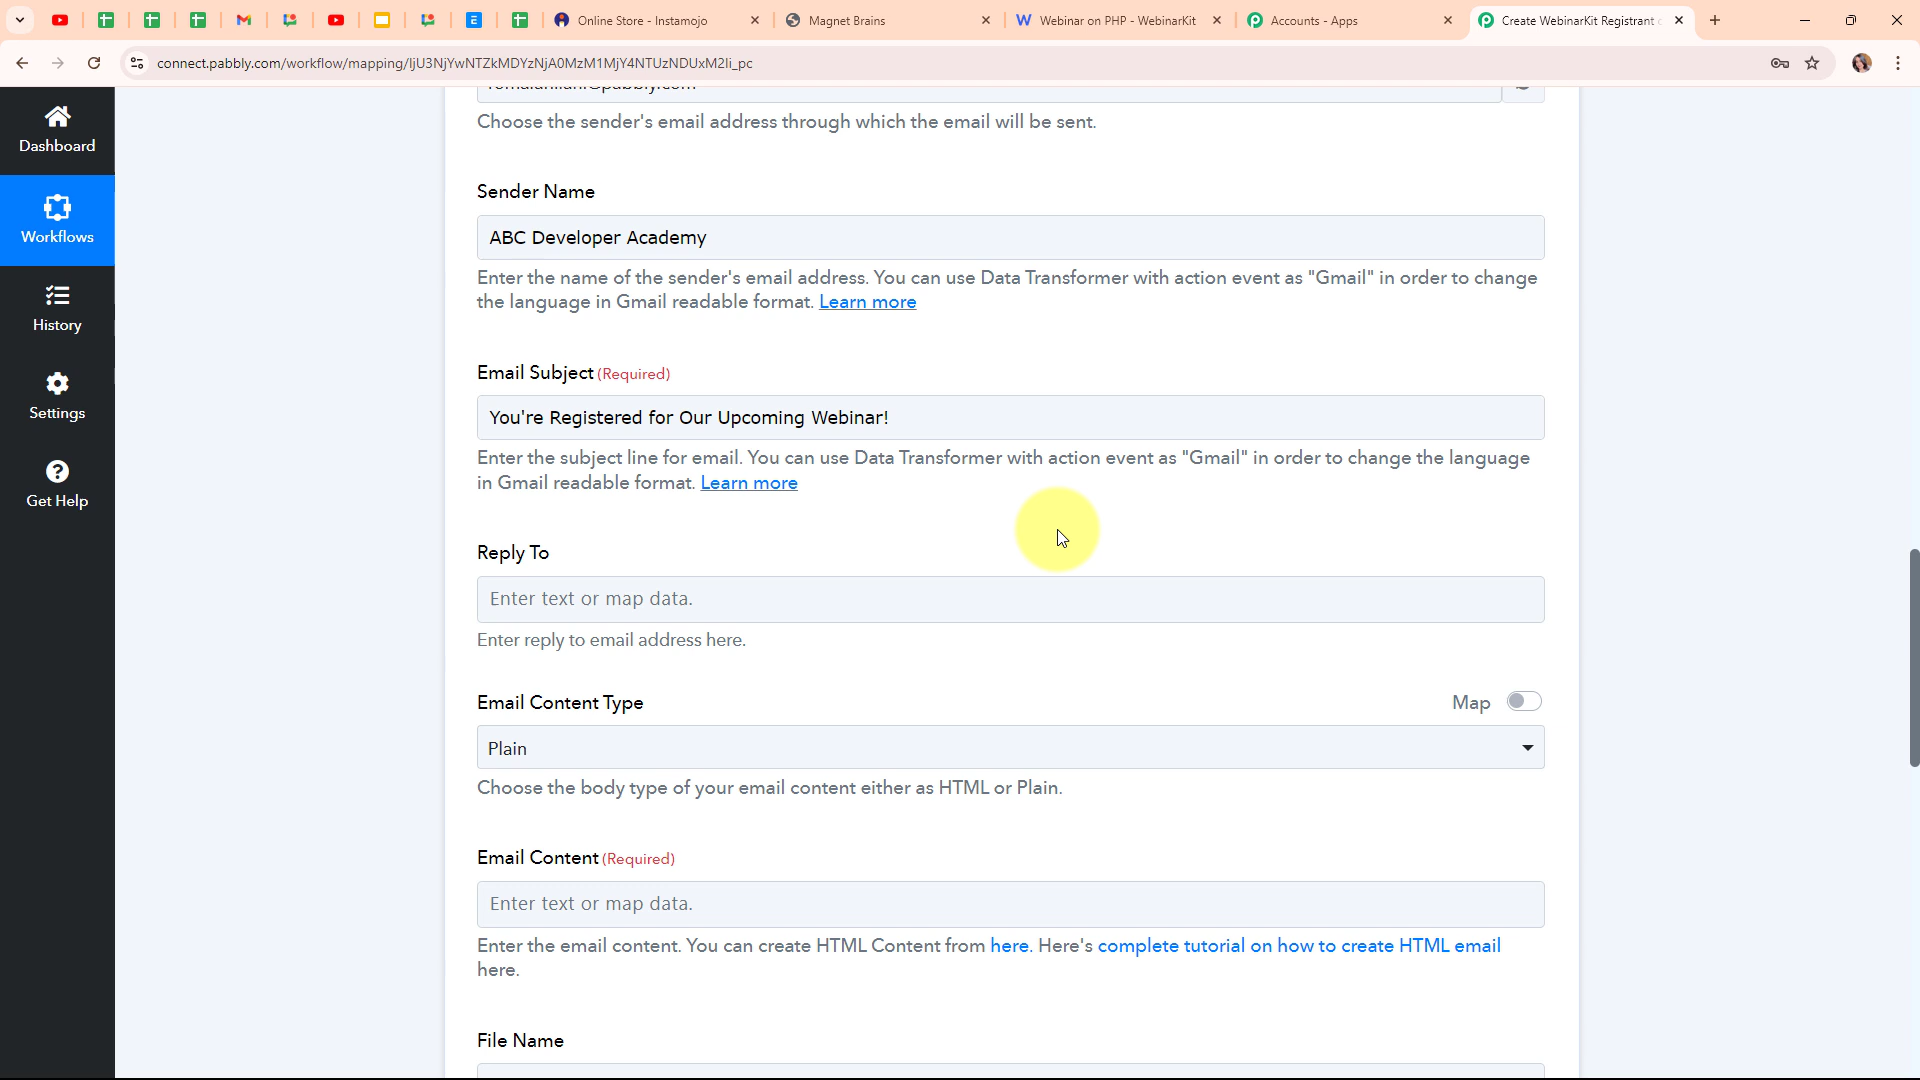 Online Store - Instamojo
Magnet Brains
Webinar on PHP - WebinarKit
Accounts - Apps
Create WebinarKit Registrant
connect.pabbly.com/workflow/mapping/IjU3NjYwNTZkMDYzNjA0MzM1MjY4NTUzNDUxM2Ii_pc
Dashboard
Workflows
History
Settings
Get Help
Choose the sender's email address through which the email will be sent.
Sender Name
ABC Developer Academy
Enter the name of the sender's email address. You can use Data Transformer with action event as "Gmail" in order to change
the language in Gmail readable format. Learn more
Email Subject (Required)
You're Registered for Our Upcoming Webinar!
Enter the subject line for email. You can use Data Transformer with action event as "Gmail" in order to change the language
in Gmail readable format. Learn more
Reply To
Enter text or map data.
Enter reply to email address here.
Email Content Type
Map
Plain
Choose the body type of your email content either as HTML or Plain.
Email Content (Required)
Enter text or map data.
Enter the email content. You can create HTML Content from here. Here's complete tutorial on how to create HTML email
here.
File Name